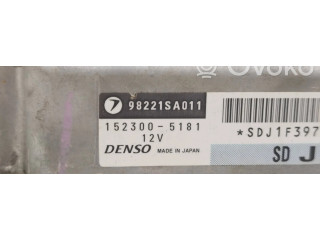 98221SA011
152300-5181
12V
DENSO MADE IN JAPAN
*SDJ1F397
SD J